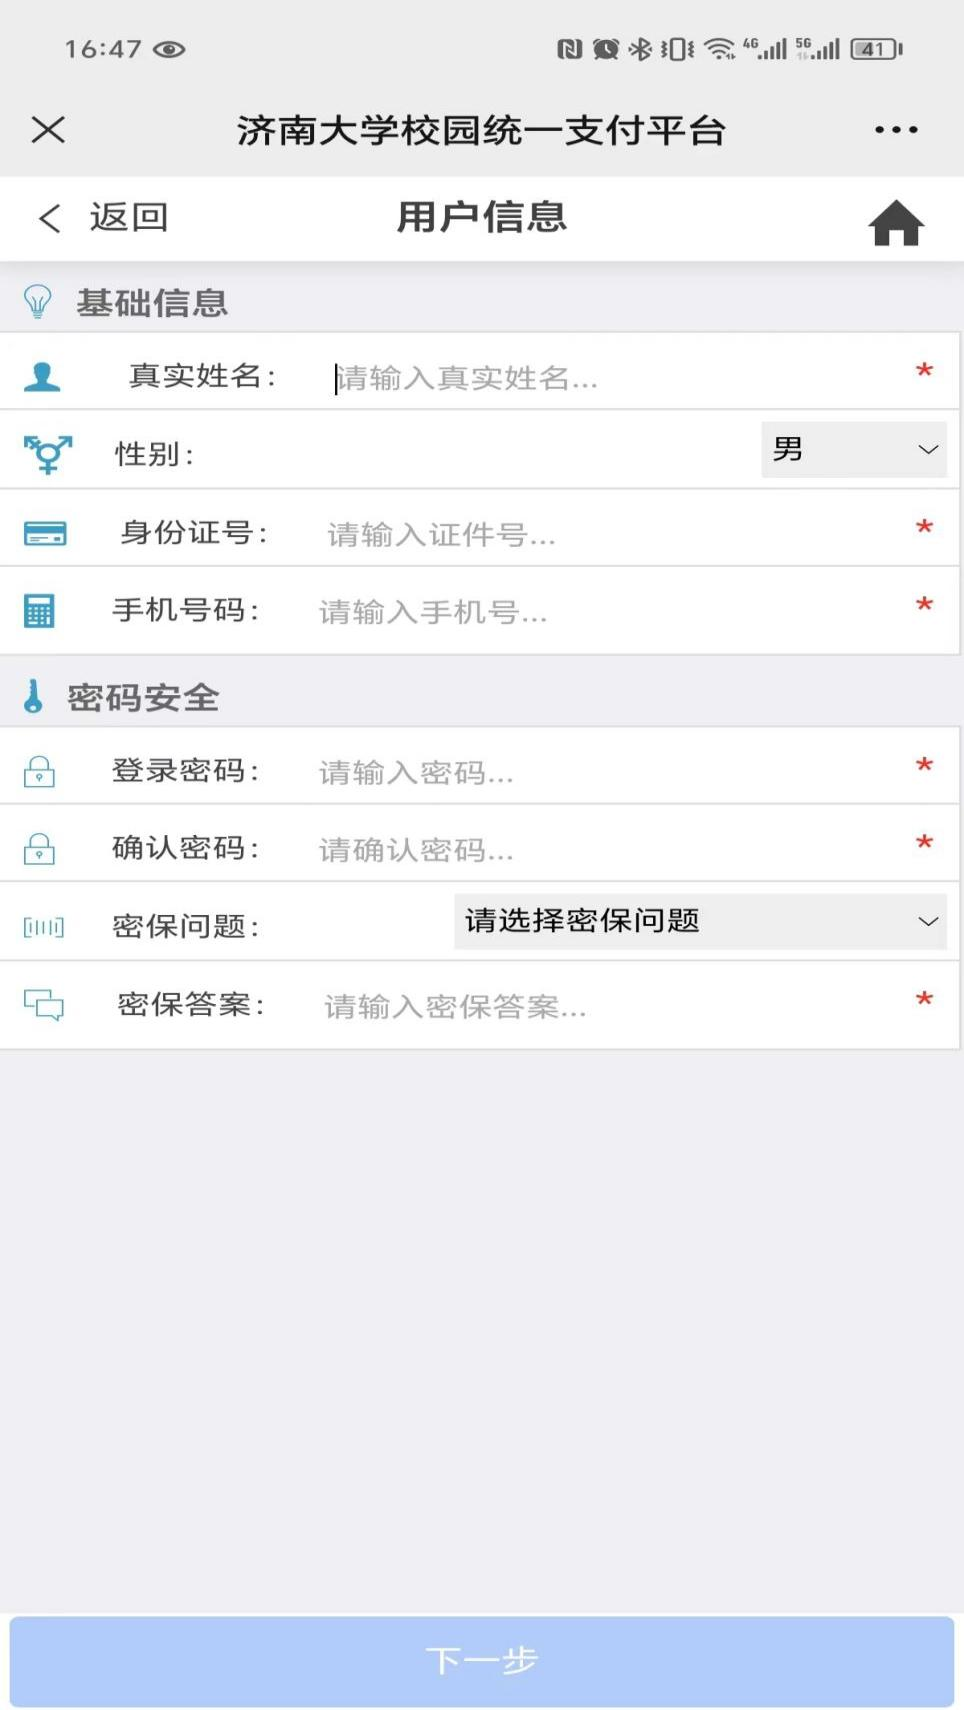 16:47 4G 5G 41
济南大学校园统一支付平台
返回 用户信息
基础信息
真实姓名: 请输入真实姓名... *
性别: 男
身份证号: 请输入证件号... *
手机号码: 请输入手机号... *
密码安全
登录密码: 请输入密码... *
确认密码: 请确认密码... *
密保问题: 请选择密保问题
密保答案: 请输入密保答案... *
下一步